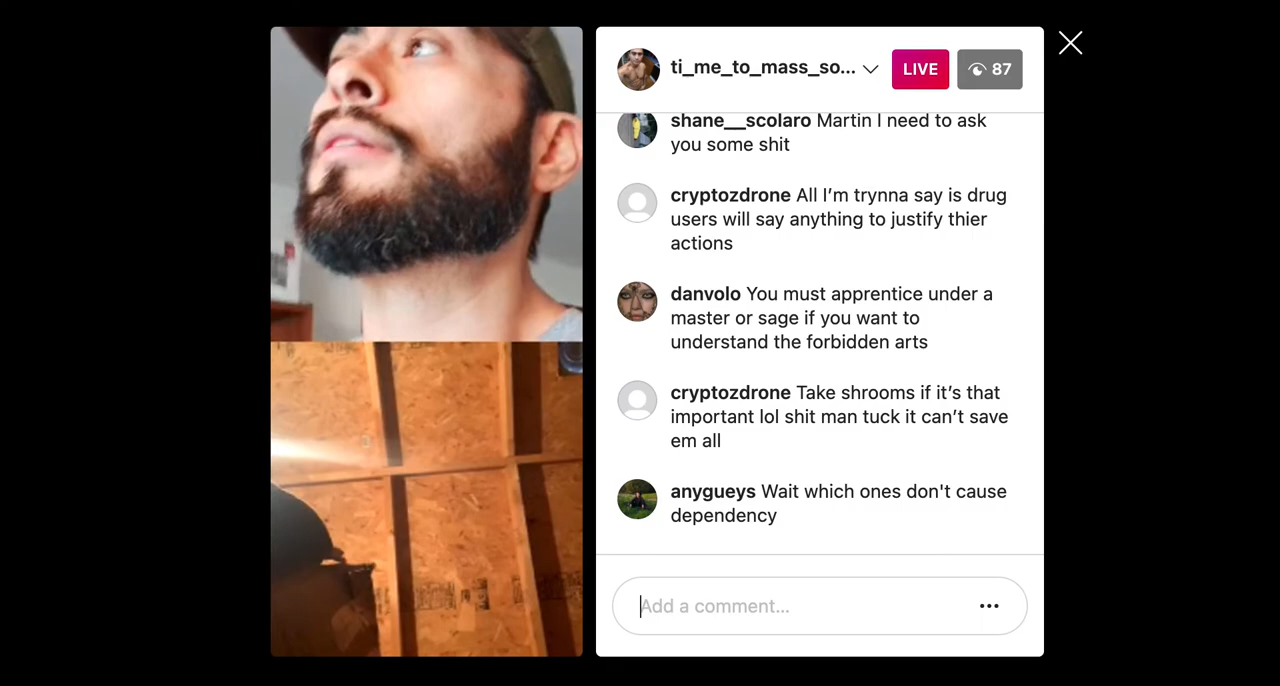 ti_me_to_mass_so...
LIVE
87
shane__scolaro Martin I need to ask
you some shit
cryptozdrone All I’m trynna say is drug
users will say anything to justify thier
actions
danvolo You must apprentice under a
master or sage if you want to
understand the forbidden arts
cryptozdrone Take shrooms if it’s that
important lol shit man tuck it can’t save
em all
anygueys Wait which ones don't cause
dependency
Add a comment...